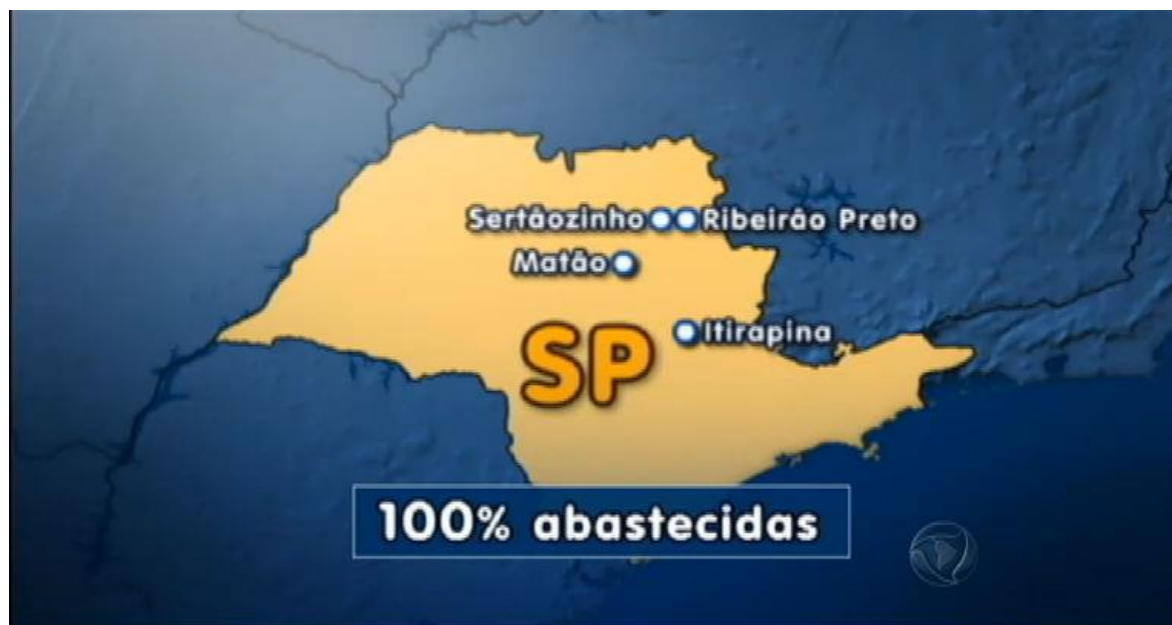 Sertãozinho Ribeirão Preto
Matão
Itirapina
SP
100% abastecidas